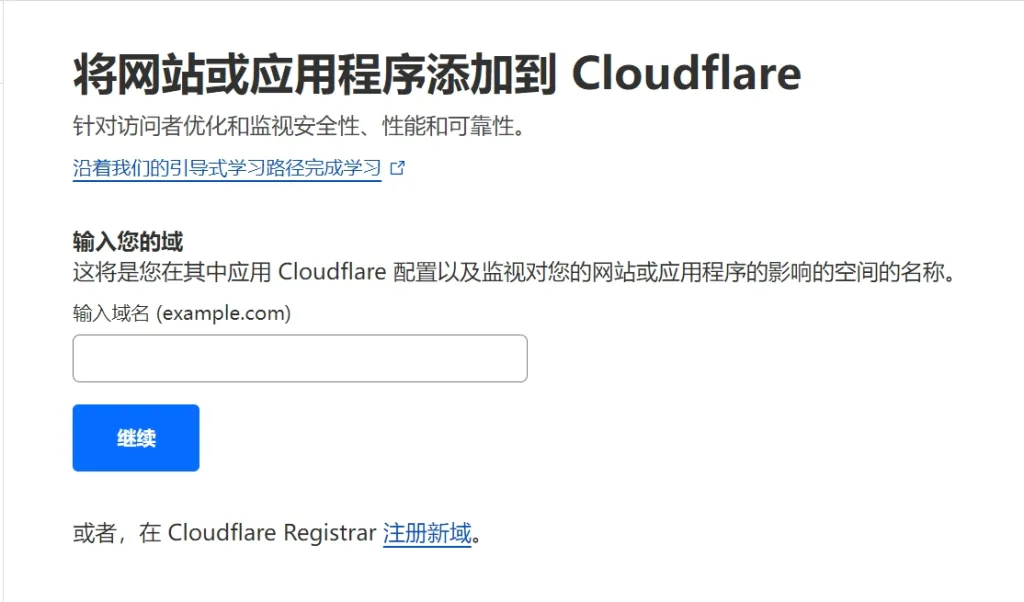 将网站或应用程序添加到 Cloudflare
针对访问者优化和监视安全性、性能和可靠性。
沿着我们的引导式学习路径完成学习
输入您的域
这将是您在其中应用 Cloudflare 配置以及监视对您的网站或应用程序的影响的空间的名称。
输入域名 (example.com)
继续
或者，在 Cloudflare Registrar 注册新域。